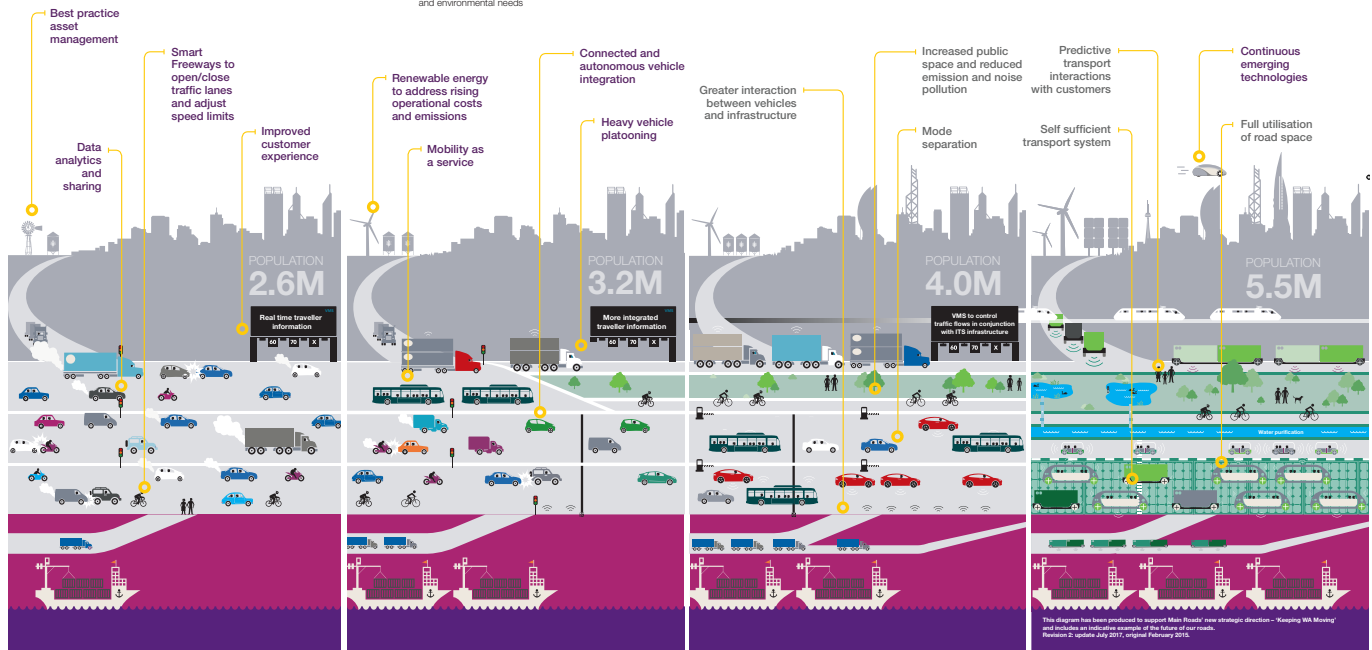 and environmental needs
Best practice
asset
management
Smart
Freeways to
open/close
traffic lanes
and adjust
speed limits
Data
analytics
and
sharing
Improved
customer
experience
POPULATION
2.6M
Real time traveller
information
VMS
60 70 X
Renewable energy
to address rising
operational costs
and emissions
Mobility as
a service
Connected and
autonomous vehicle
integration
Heavy vehicle
platooning
POPULATION
3.2M
More integrated
traveller information
VMS
60 70 X
Greater interaction
between vehicles
and infrastructure
Increased public
space and reduced
emission and noise
pollution
Mode
separation
POPULATION
4.0M
VMS to control
traffic flows in conjunction
with ITS infrastructure
60 70 X
Predictive
transport
interactions
with customers
Self sufficient
transport system
Continuous
emerging
technologies
Full utilisation
of road space
POPULATION
5.5M
Water purification
This diagram has been produced to support Main Roads' new strategic direction – 'Keeping WA Moving'
and includes an indicative example of the future of our roads.
Revision 2: update July 2017, original February 2015.